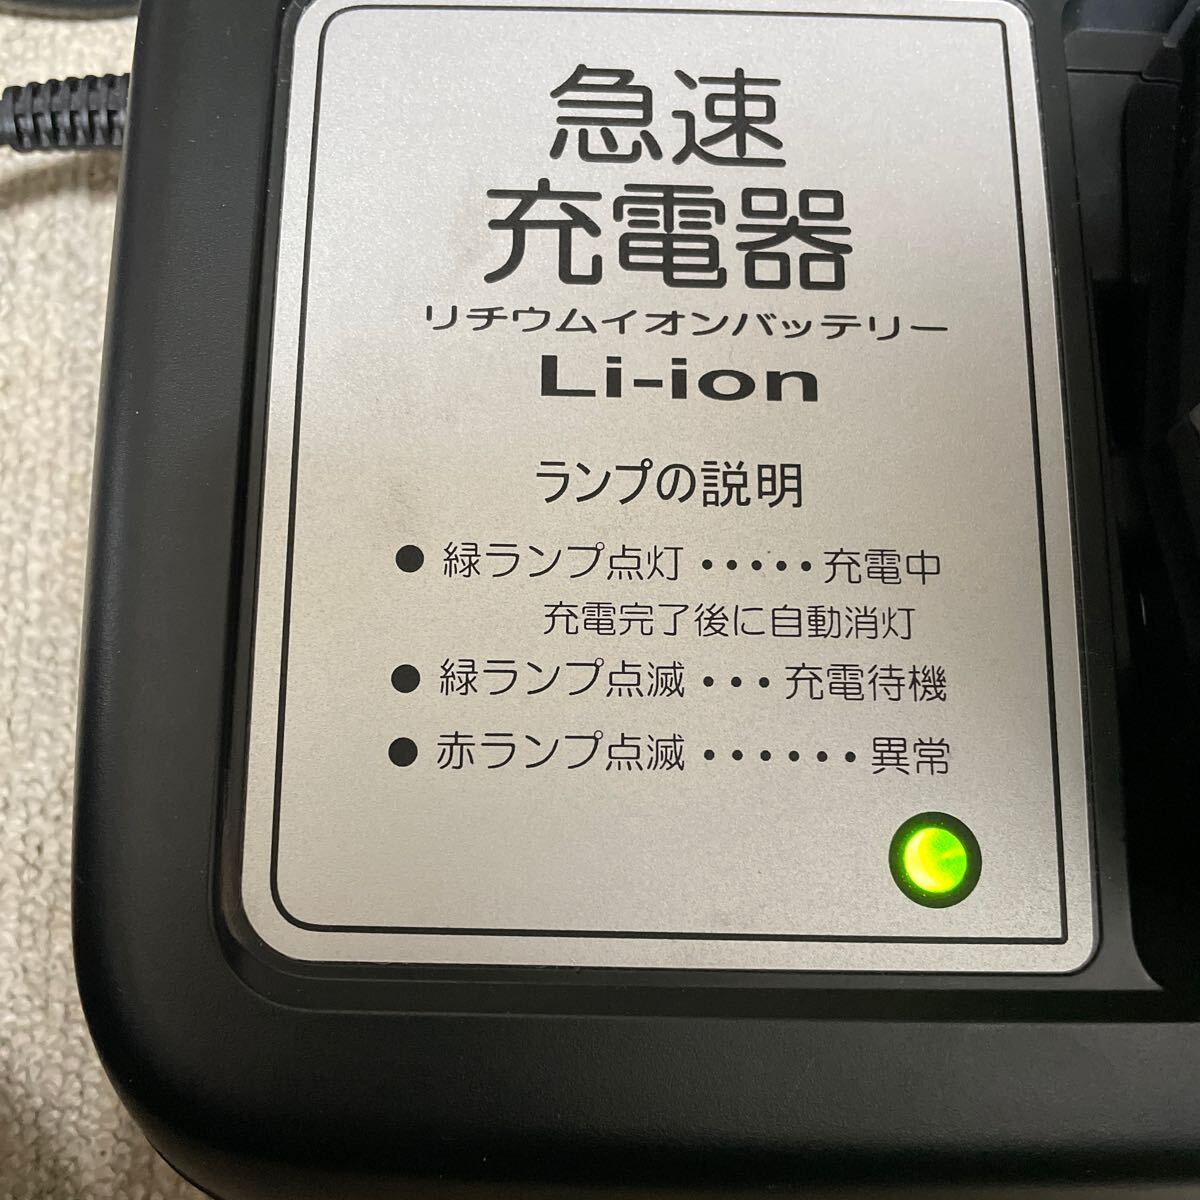 急速
充電器
リチウムイオンバッテリー
Li-ion
ランプの説明
● 緑ランプ点灯 ・・・・・ 充電中
充電完了後に自動消灯
● 緑ランプ点滅 ・・・ 充電待機
● 赤ランプ点滅 ・・・・・・ 異常